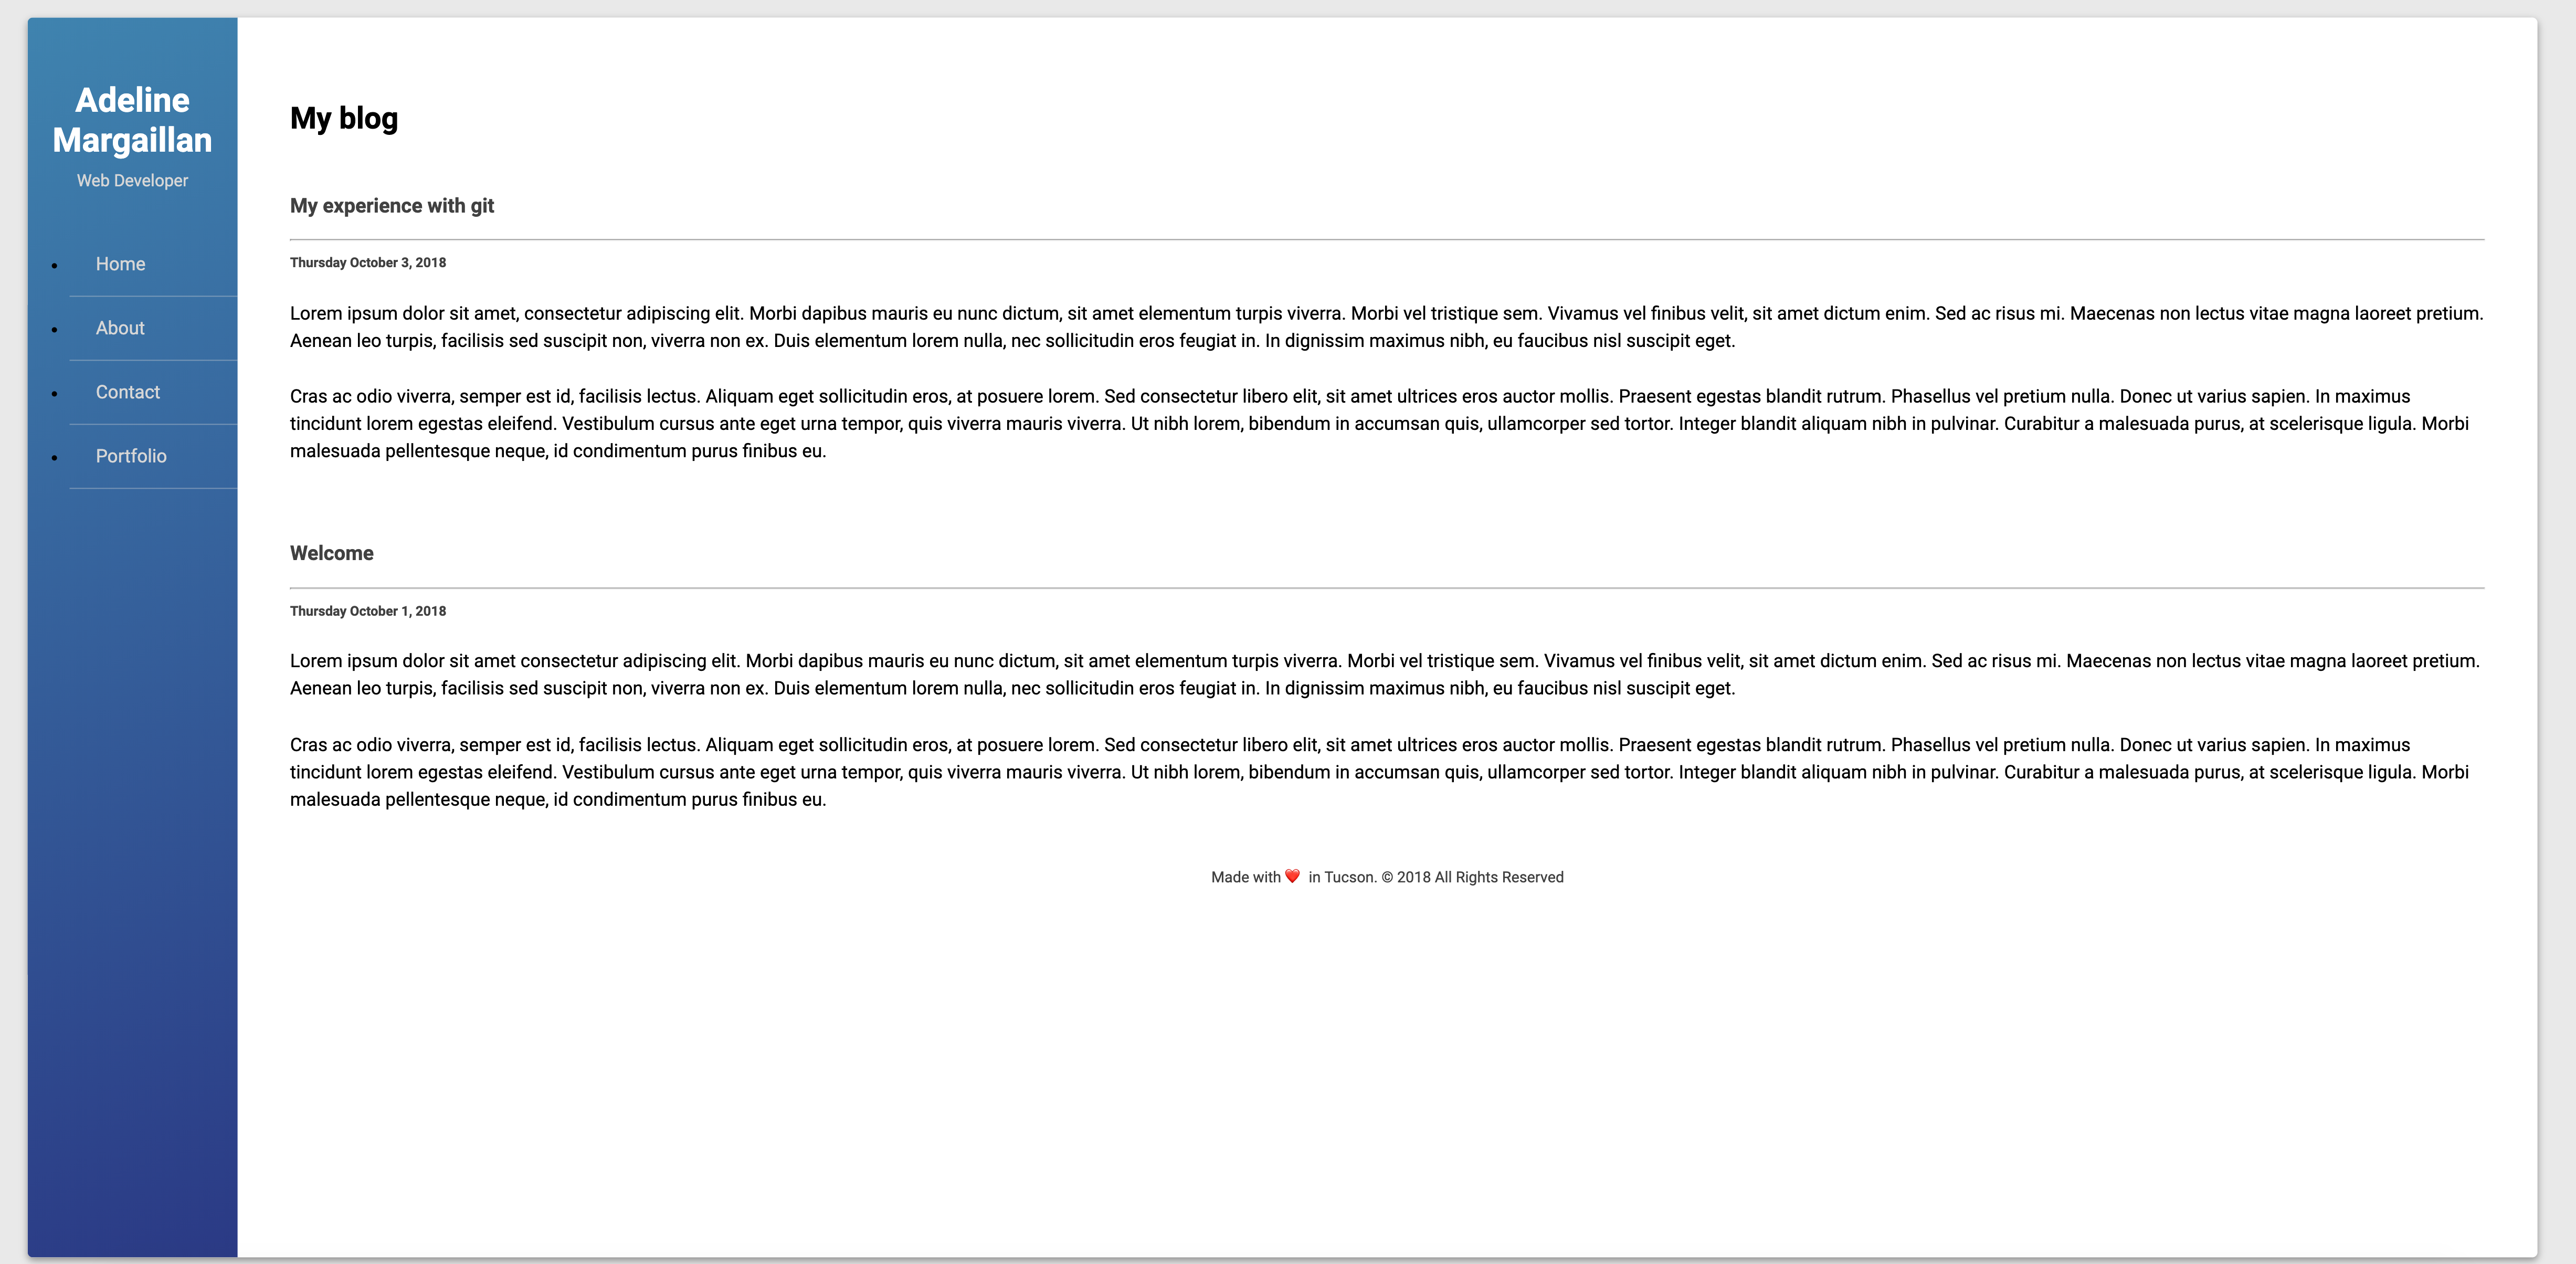 Adeline
Margaillan
Web Developer
Home
About
Contact
Portfolio
My blog
My experience with git
Thursday October 3, 2018
Lorem ipsum dolor sit amet, consectetur adipiscing elit. Morbi dapibus mauris eu nunc dictum, sit amet elementum turpis viverra. Morbi vel tristique sem. Vivamus vel finibus velit, sit amet dictum enim. Sed ac risus mi. Maecenas non lectus vitae magna laoreet pretium.
Aenean leo turpis, facilisis sed suscipit non, viverra non ex. Duis elementum lorem nulla, nec sollicitudin eros feugiat in. In dignissim maximus nibh, eu faucibus nisl suscipit eget.
Cras ac odio viverra, semper est id, facilisis lectus. Aliquam eget sollicitudin eros, at posuere lorem. Sed consectetur libero elit, sit amet ultrices eros auctor mollis. Praesent egestas blandit rutrum. Phasellus vel pretium nulla. Donec ut varius sapien. In maximus
tincidunt lorem egestas eleifend. Vestibulum cursus ante eget urna tempor, quis viverra mauris viverra. Ut nibh lorem, bibendum in accumsan quis, ullamcorper sed tortor. Integer blandit aliquam nibh in pulvinar. Curabitur a malesuada purus, at scelerisque ligula. Morbi
malesuada pellentesque neque, id condimentum purus finibus eu.
Welcome
Thursday October 1, 2018
Lorem ipsum dolor sit amet consectetur adipiscing elit. Morbi dapibus mauris eu nunc dictum, sit amet elementum turpis viverra. Morbi vel tristique sem. Vivamus vel finibus velit, sit amet dictum enim. Sed ac risus mi. Maecenas non lectus vitae magna laoreet pretium.
Aenean leo turpis, facilisis sed suscipit non, viverra non ex. Duis elementum lorem nulla, nec sollicitudin eros feugiat in. In dignissim maximus nibh, eu faucibus nisl suscipit eget.
Cras ac odio viverra, semper est id, facilisis lectus. Aliquam eget sollicitudin eros, at posuere lorem. Sed consectetur libero elit, sit amet ultrices eros auctor mollis. Praesent egestas blandit rutrum. Phasellus vel pretium nulla. Donec ut varius sapien. In maximus
tincidunt lorem egestas eleifend. Vestibulum cursus ante eget urna tempor, quis viverra mauris viverra. Ut nibh lorem, bibendum in accumsan quis, ullamcorper sed tortor. Integer blandit aliquam nibh in pulvinar. Curabitur a malesuada purus, at scelerisque ligula. Morbi
malesuada pellentesque neque, id condimentum purus finibus eu.
Made with ❤️ in Tucson. © 2018 All Rights Reserved